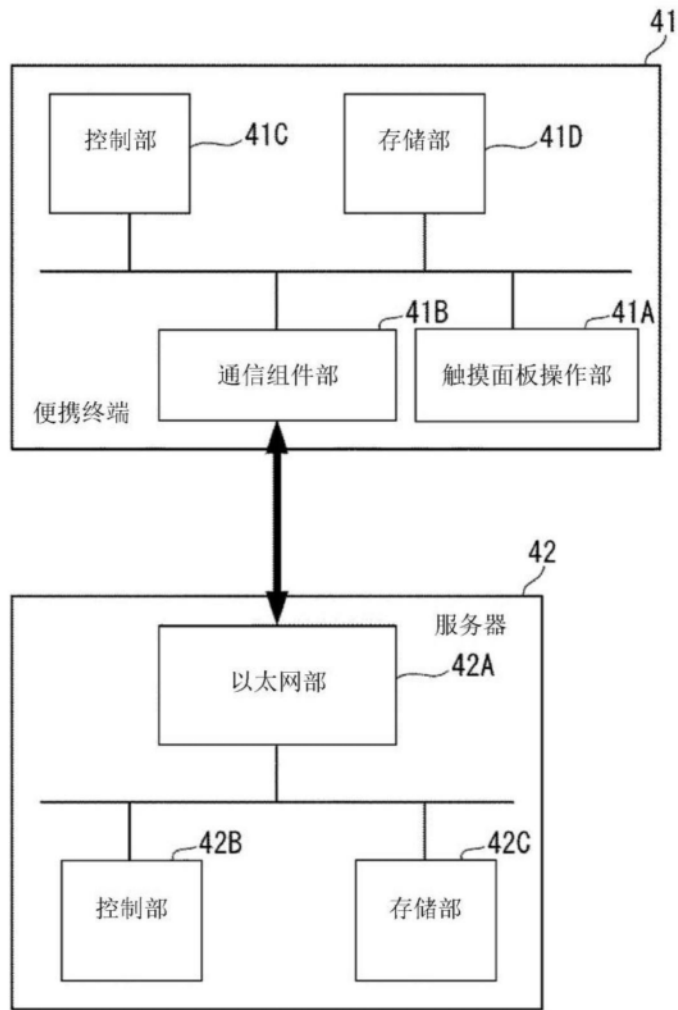 41
控制部
41C
存储部
41D
41B
41A
通信组件部
触摸面板操作部
便携终端
42
服务器
以太网部
42A
42B
42C
控制部
存储部